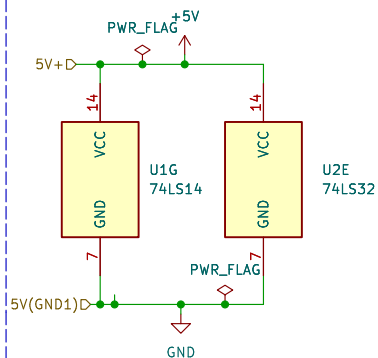 +5V
PWR_FLAG
5V+
14
14
VCC
VCC
U1G
74LS14
U2E
74LS32
GND
GND
7
7
PWR_FLAG
5V(GND1)
GND